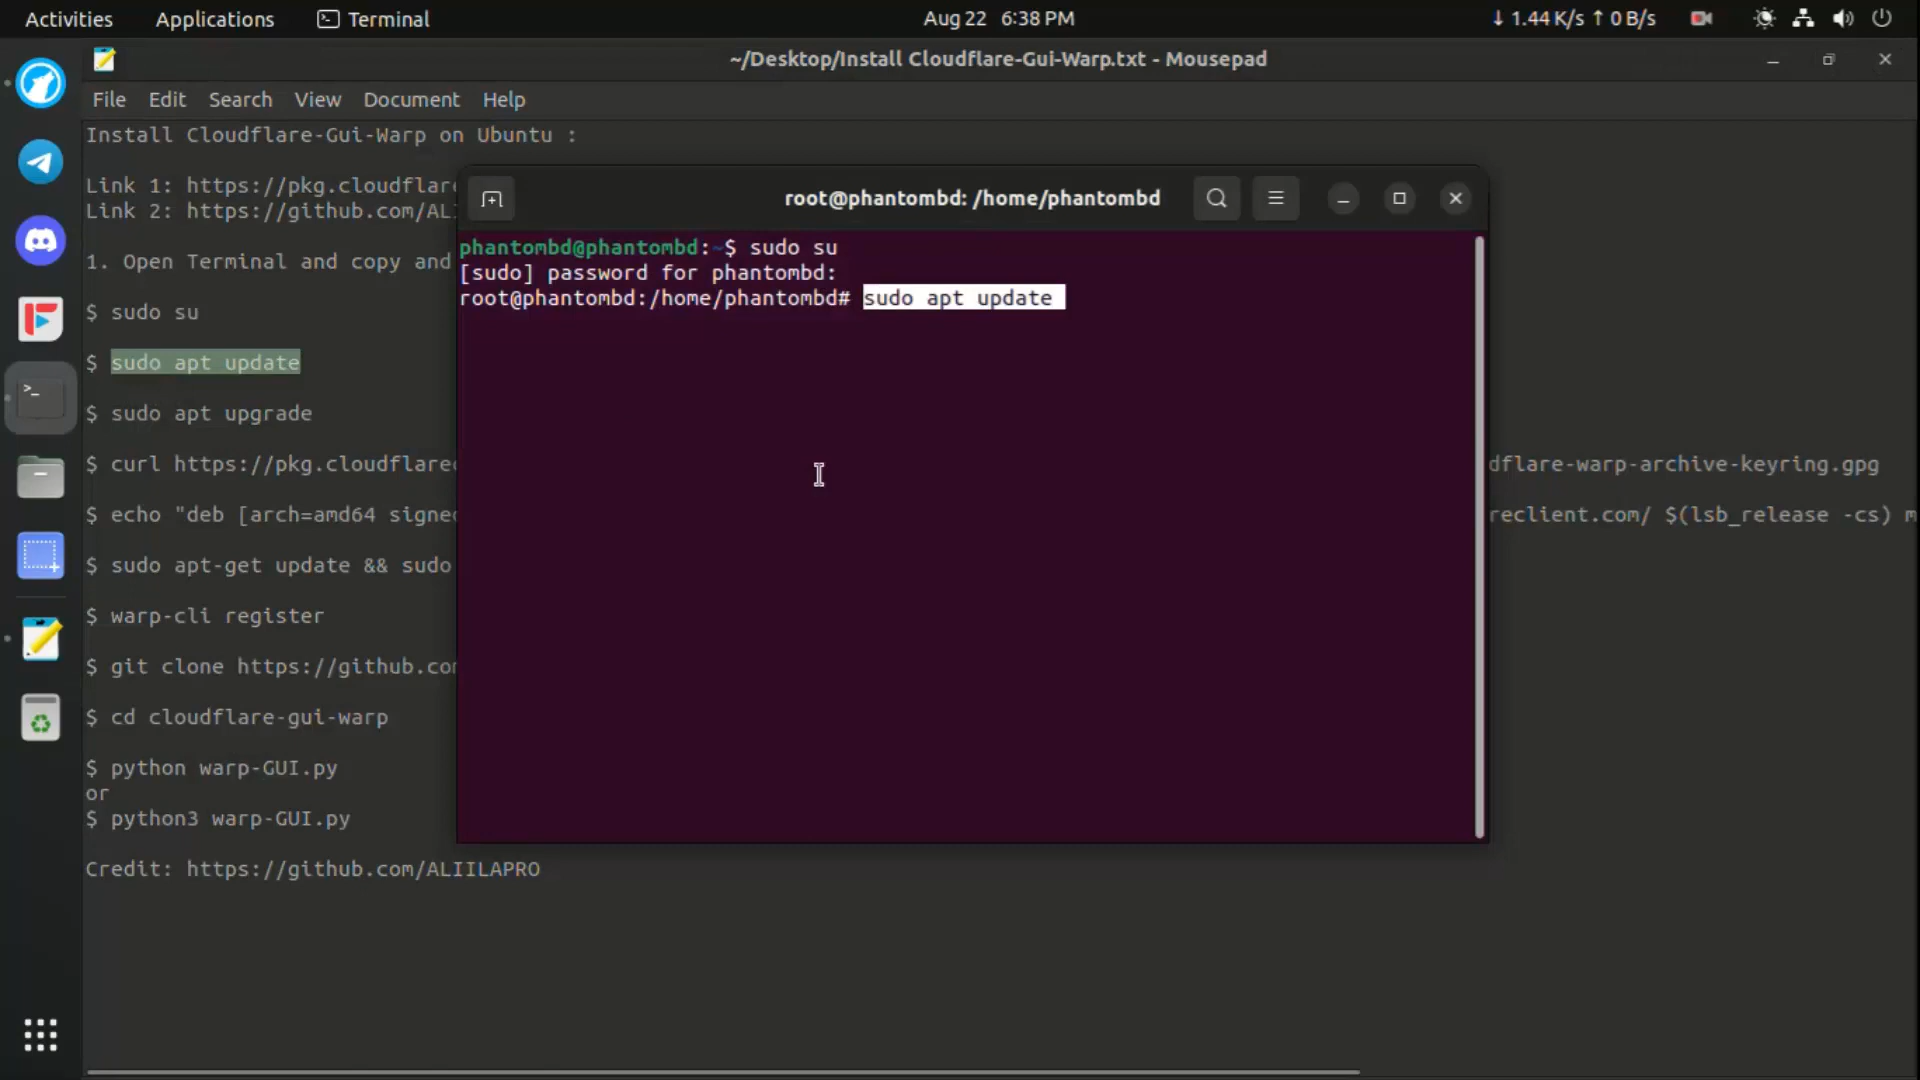 Activities Applications Terminal Aug 22 6:38 PM ↓ 1.44 K/s ↑ 0 B/s
~/Desktop/Install Cloudflare-Gui-Warp.txt - Mousepad
File Edit Search View Document Help
Install Cloudflare-Gui-Warp on Ubuntu :
Link 1: https://pkg.cloudflare
Link 2: https://github.com/AL
1. Open Terminal and copy and
$ sudo su
$ sudo apt update
$ sudo apt upgrade
$ curl https://pkg.cloudflare dflare-warp-archive-keyring.gpg
$ echo "deb [arch=amd64 signe reclient.com/ $(lsb_release -cs) m
$ sudo apt-get update && sudo
$ warp-cli register
$ git clone https://github.co
$ cd cloudflare-gui-warp
$ python warp-GUI.py
or
$ python3 warp-GUI.py
Credit: https://github.com/ALIILAPRO
root@phantombd: /home/phantombd
phantombd@phantombd:~$ sudo su
[sudo] password for phantombd:
root@phantombd:/home/phantombd# sudo apt update